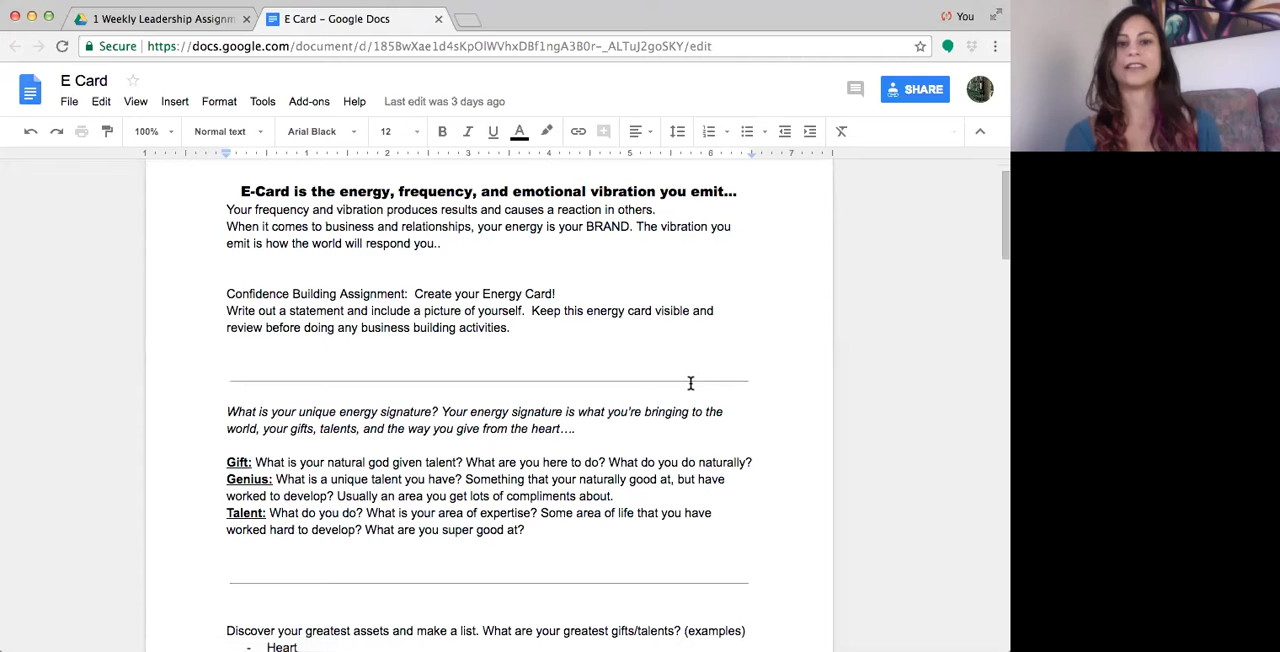 1 Weekly Leadership Assignm
E Card - Google Docs
You
Secure
https://docs.google.com/document/d/185BwXae1d4sKpOlWVhxDBf1ngA3B0r-_ALTuJ2goSKY/edit
E Card
File Edit View Insert Format Tools Add-ons Help Last edit was 3 days ago
SHARE
100% Normal text Arial Black 12 B I U A
1 1 2 3 4 5 6 7
E-Card is the energy, frequency, and emotional vibration you emit...
Your frequency and vibration produces results and causes a reaction in others.
When it comes to business and relationships, your energy is your BRAND. The vibration you
emit is how the world will respond you..
Confidence Building Assignment: Create your Energy Card!
Write out a statement and include a picture of yourself. Keep this energy card visible and
review before doing any business building activities.
What is your unique energy signature? Your energy signature is what you're bringing to the
world, your gifts, talents, and the way you give from the heart….
Gift: What is your natural god given talent? What are you here to do? What do you do naturally?
Genius: What is a unique talent you have? Something that your naturally good at, but have
worked to develop? Usually an area you get lots of compliments about.
Talent: What do you do? What is your area of expertise? Some area of life that you have
worked hard to develop? What are you super good at?
Discover your greatest assets and make a list. What are your greatest gifts/talents? (examples)
- Heart